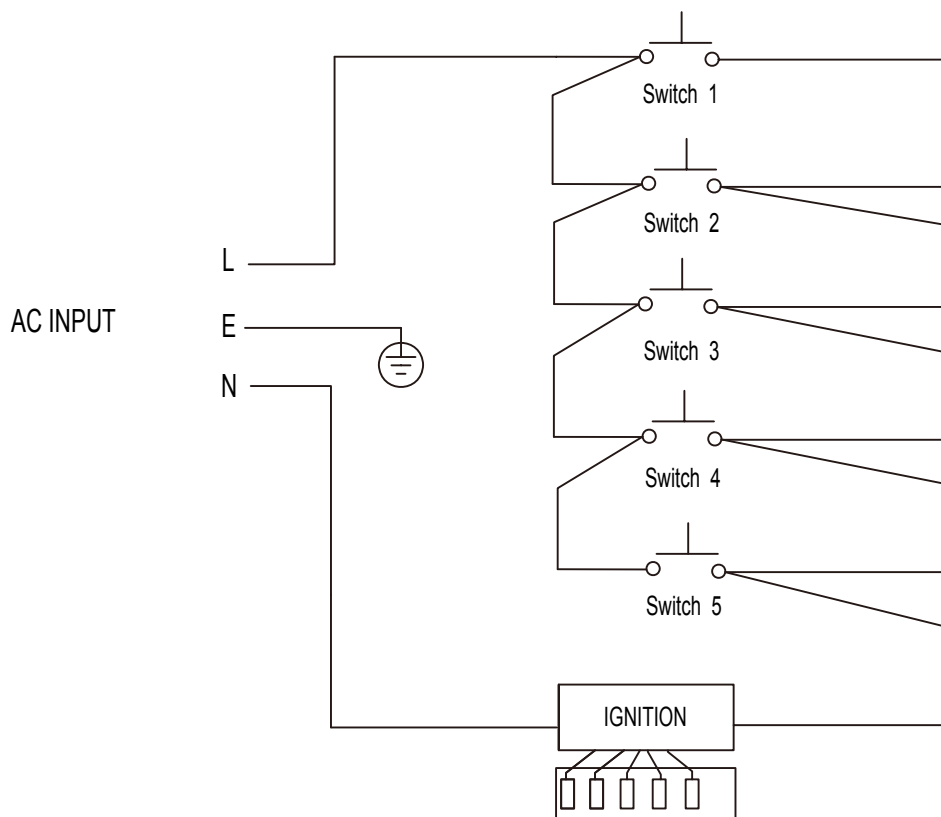 Switch 1
Switch 2
L
AC INPUT
E
Switch 3
N
Switch 4
Switch 5
IGNITION